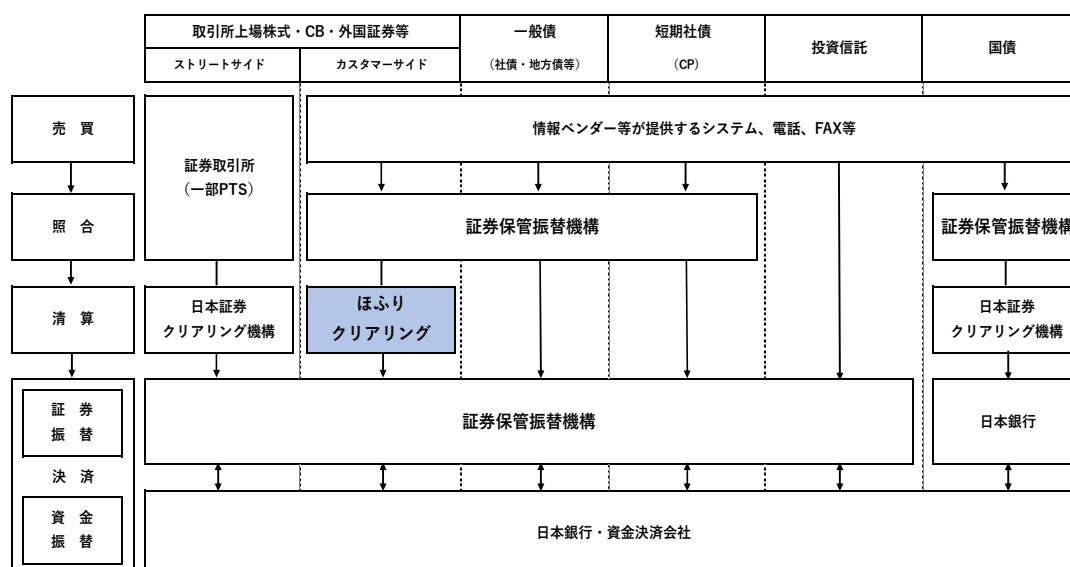 取引所上場株式・CB・外国証券等
一般債
短期社債
投資信託
国債
ストリートサイド
カスタマーサイド
（社債・地方債等）
（CP）
売　買
証券取引所
（一部PTS）
情報ベンダー等が提供するシステム、電話、FAX等
照　合
証券保管振替機構
証券保管振替機構
清　算
日本証券
クリアリング機構
ほふり
クリアリング
日本証券
クリアリング機構
証　券
振　替
決　済
資　金
振　替
証券保管振替機構
日本銀行
日本銀行・資金決済会社